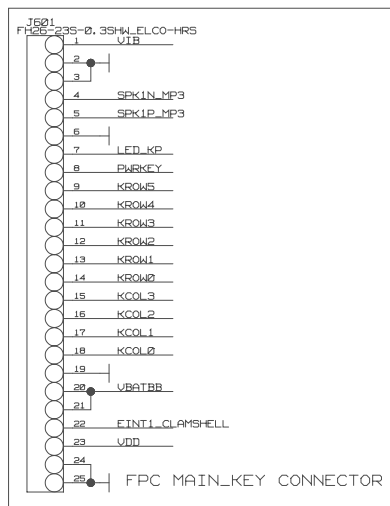 J601
FH26-23S-0.3SHW_ELCO-HRS
1 VIB
2
3
4 SPK1N_MP3
5 SPK1P_MP3
6
7 LED_KP
8 PWRKEY
9 KROW5
10 KROW4
11 KROW3
12 KROW2
13 KROW1
14 KROW0
15 KCOL3
16 KCOL2
17 KCOL1
18 KCOL0
19
20 VBATBB
21
22 EINT1_CLAMSHELL
23 VDD
24
25 FPC MAIN_KEY CONNECTOR